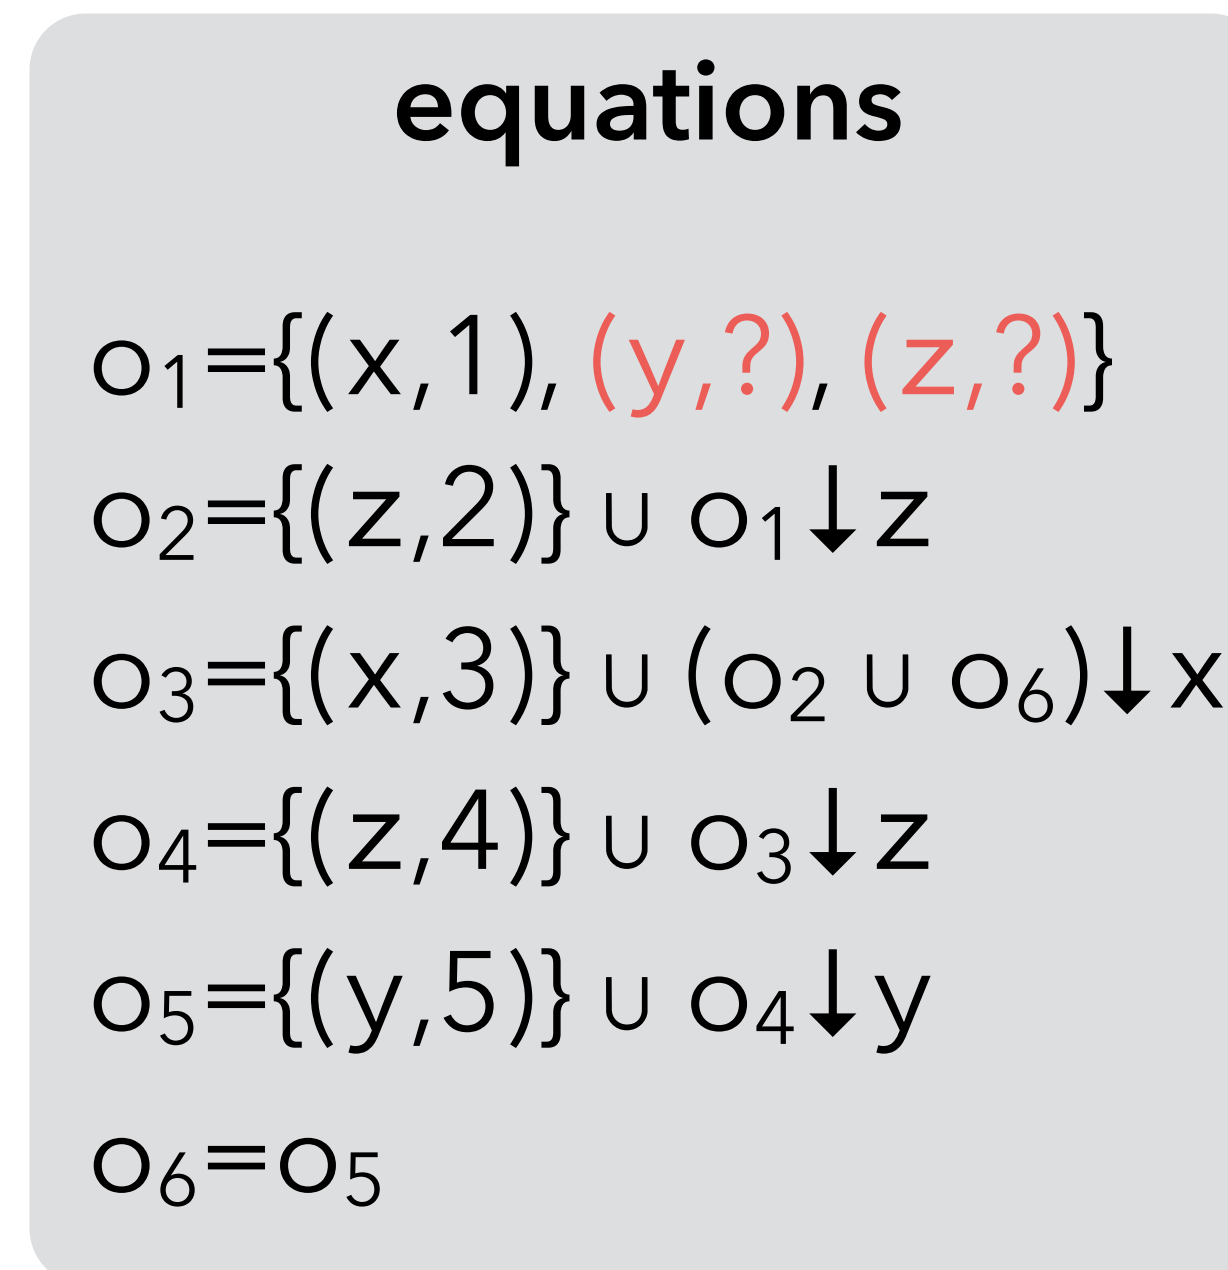 equations
o₁={(x,1), (y,?), (z,?)}
o₂={(z,2)} ∪ o₁↓z
o₃={(x,3)} ∪ (o₂ ∪ o₆)↓x
o₄={(z,4)} ∪ o₃↓z
o₅={(y,5)} ∪ o₄↓y
o₆=o₅